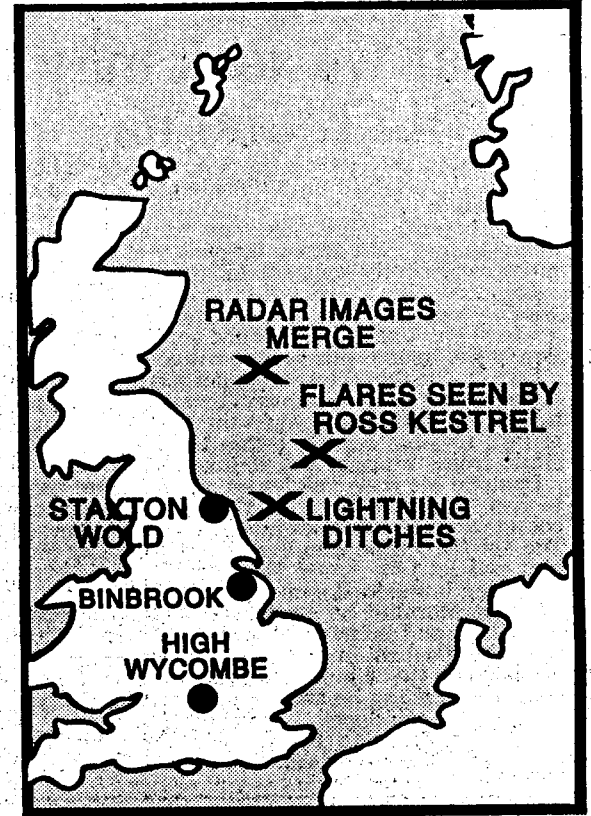 RADAR IMAGES
MERGE
FLARES SEEN BY
ROSS KESTREL
STAXTON
WOLD
LIGHTNING
DITCHES
BINBROOK
HIGH
WYCOMBE